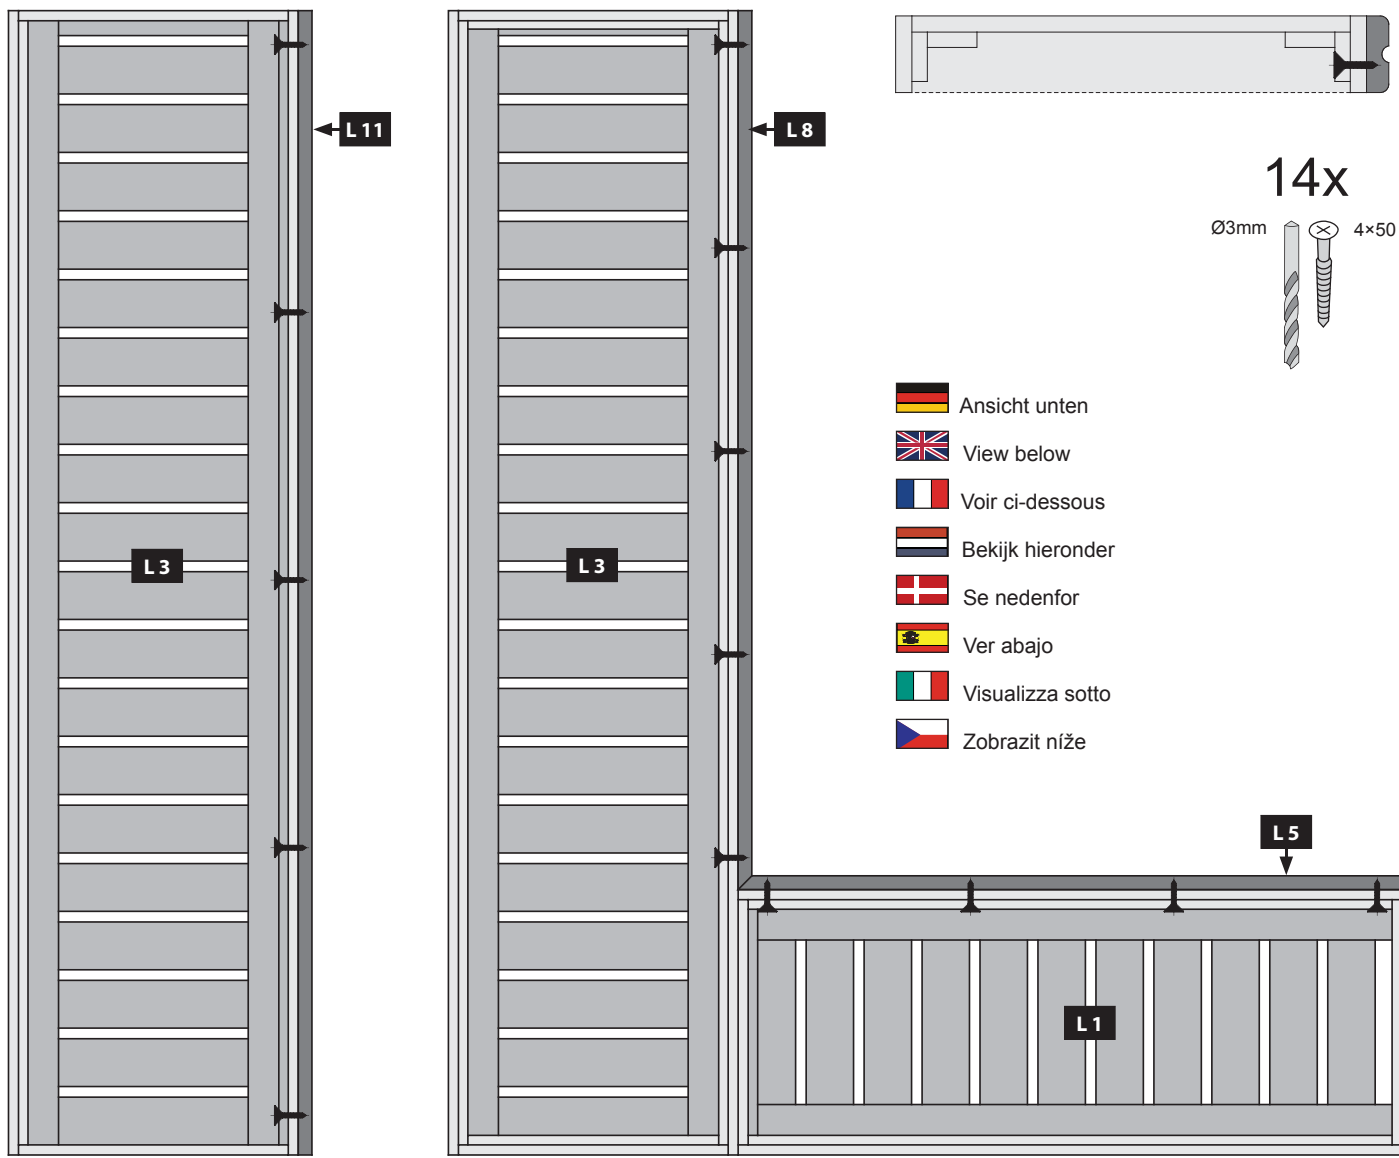 L 11
L 8
14x
Ø3mm
4×50
Ansicht unten
View below
Voir ci-dessous
Bekijk hieronder
Se nedenfor
Ver abajo
Visualizza sotto
Zobrazit níže
L 3
L 3
L 5
L 1